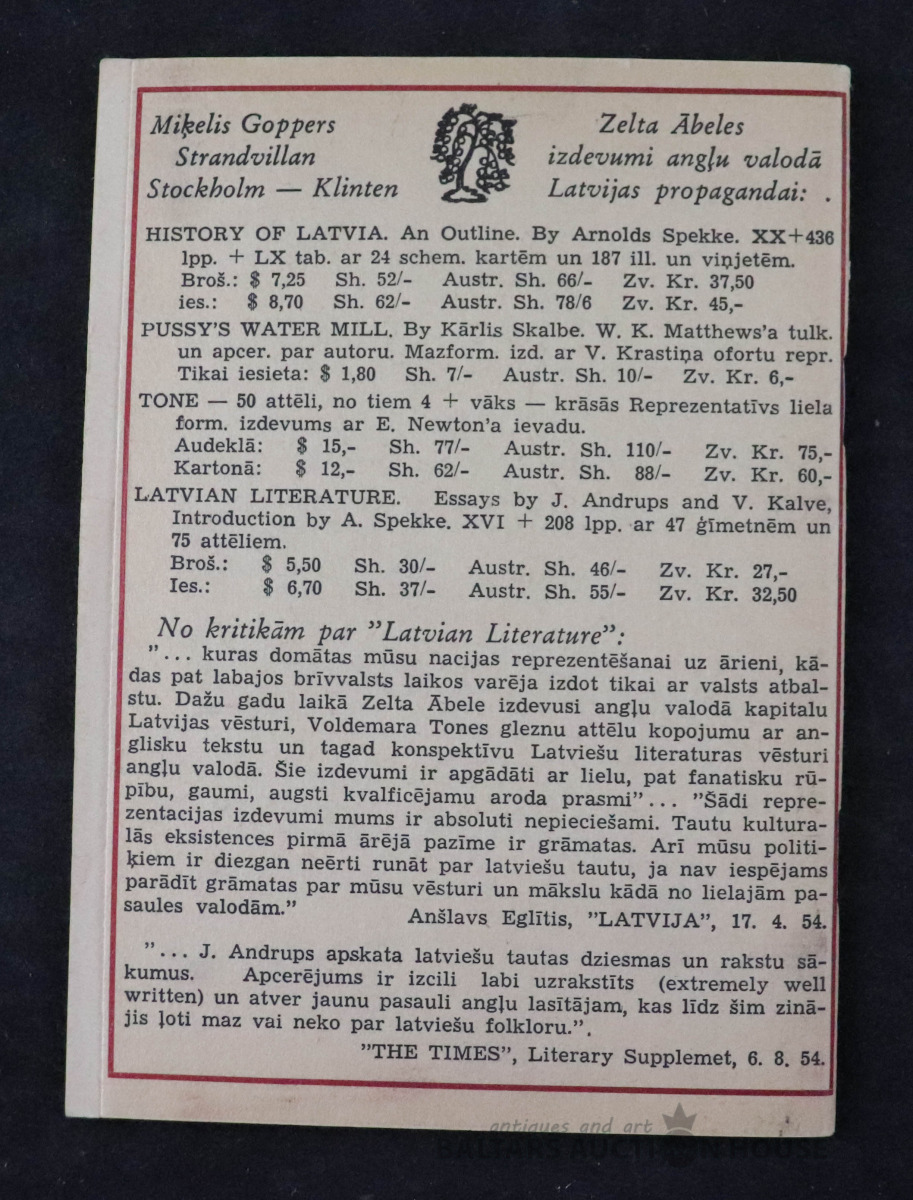 Miķelis Goppers
Strandvillan
Stockholm — Klinten
Zelta Ābeles
izdevumi angļu valodā
Latvijas propagandai: .
HISTORY OF LATVIA. An Outline. By Arnolds Spekke. XX+436
lpp. + LX tab. ar 24 schem. kartēm un 187 ill. un viņjetēm.
Broš.: $ 7,25 Sh. 52/- Austr. Sh. 66/- Zv. Kr. 37,50
ies.: $ 8,70 Sh. 62/- Austr. Sh. 78/6 Zv. Kr. 45,-
PUSSY'S WATER MILL. By Kārlis Skalbe. W. K. Matthews'a tulk.
un apcer. par autoru. Mazform. izd. ar V. Krastiņa ofortu repr.
Tikai iesieta: $ 1,80 Sh. 7/- Austr. Sh. 10/- Zv. Kr. 6,-
TONE — 50 attēli, no tiem 4 + vāks — krāsās Reprezentatīvs liela
form. izdevums ar E. Newton'a ievadu.
Audeklā: $ 15,- Sh. 77/- Austr. Sh. 110/- Zv. Kr. 75,-
Kartonā: $ 12,- Sh. 62/- Austr. Sh. 88/- Zv. Kr. 60,-
LATVIAN LITERATURE. Essays by J. Andrups and V. Kalve,
Introduction by A. Spekke. XVI + 208 lpp. ar 47 ģīmetnēm un
75 attēliem.
Broš.: $ 5,50 Sh. 30/- Austr. Sh. 46/- Zv. Kr. 27,-
Ies.: $ 6,70 Sh. 37/- Austr. Sh. 55/- Zv. Kr. 32,50
No kritikām par ”Latvian Literature”:
”... kuras domātas mūsu nacijas reprezentēšanai uz ārieni, kā-
das pat labajos brīvvalsts laikos varēja izdot tikai ar valsts atbal-
stu. Dažu gadu laikā Zelta Ābele izdevusi angļu valodā kapitalu
Latvijas vēsturi, Voldemara Tones gleznu attēlu kopojumu ar an-
glisku tekstu un tagad konspektīvu Latviešu literaturas vēsturi
angļu valodā. Šie izdevumi ir apgādāti ar lielu, pat fanatisku rū-
pību, gaumi, augsti kvalficējamu aroda prasmi”... ”Šādi repre-
zentacijas izdevumi mums ir absoluti nepieciešami. Tautu kultura-
lās eksistences pirmā ārējā pazīme ir grāmatas. Arī mūsu politi-
ķiem ir diezgan neērti runāt par latviešu tautu, ja nav iespējams
parādīt grāmatas par mūsu vēsturi un mākslu kādā no lielajām pa-
saules valodām.”
Anšlavs Eglītis, ”LATVIJA”, 17. 4. 54.
”... J. Andrups apskata latviešu tautas dziesmas un rakstu sā-
kumus. Apcerējums ir izcili labi uzrakstīts (extremely well
written) un atver jaunu pasauli angļu lasītājam, kas līdz šim zinā-
jis ļoti maz vai neko par latviešu folkloru.”.
”THE TIMES”, Literary Supplemet, 6. 8. 54.
antiques and art
BALTARS AUCTION HOUSE